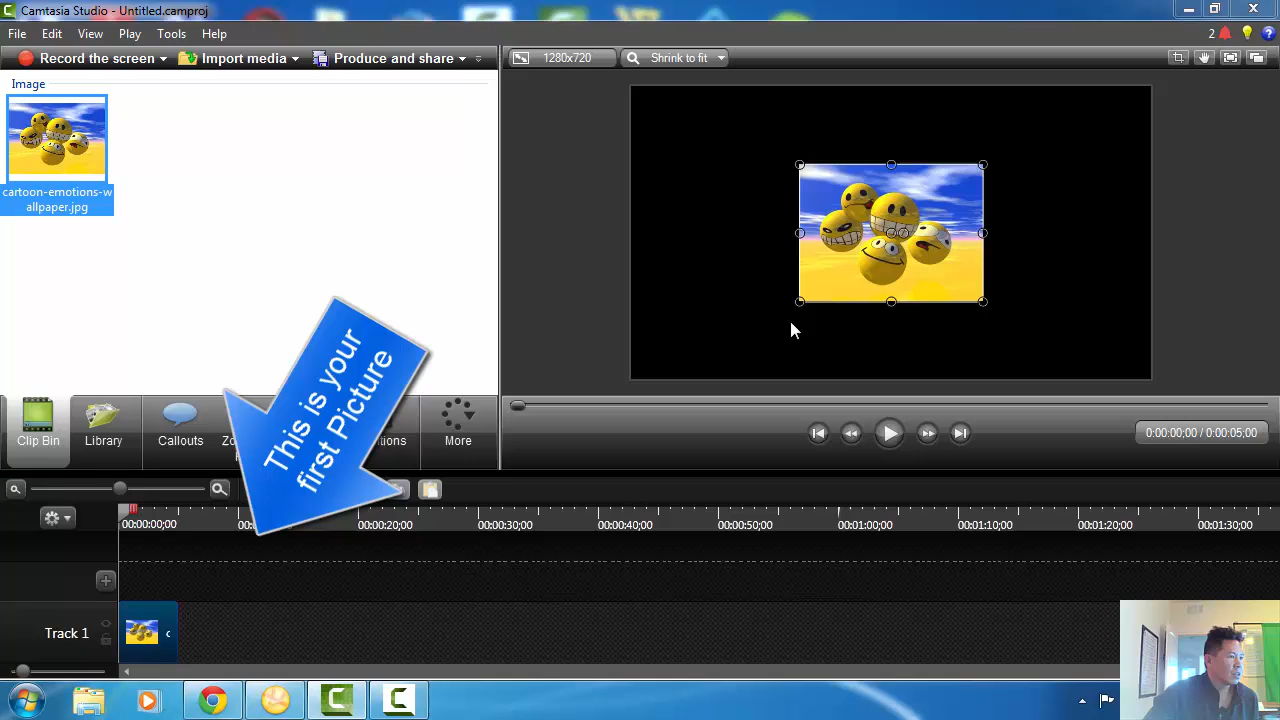 Camtasia Studio - Untitled.camproj
File Edit View Play Tools Help
2
Record the screen Import media Produce and share
1280x720 Shrink to fit
Image
cartoon-emotions-w
allpaper.jpg
This is your
first Picture
Clip Bin Library Callouts More
0:00:00;00 / 0:00:05;00
00:00:00;00 00:00:20;00 00:00:30;00 00:00:40;00 00:00:50;00 00:01:00;00 00:01:10;00 00:01:20;00 00:01:30;00
Track 1